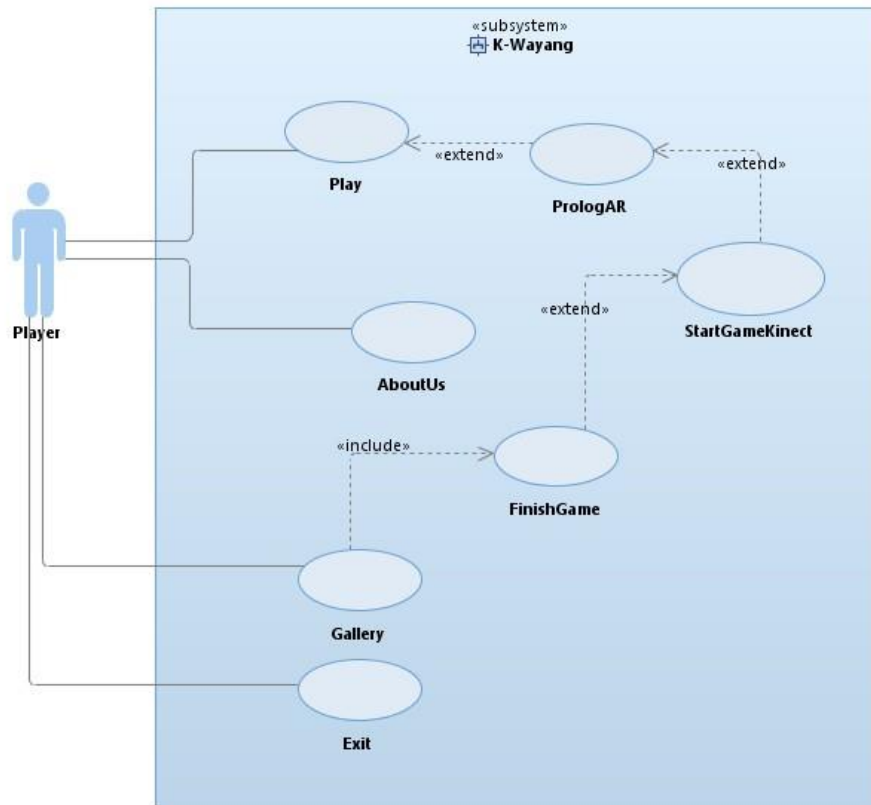 «subsystem»
K-Wayang
Play
«extend»
PrologAR
«extend»
Player
AboutUs
«extend»
StartGameKinect
«include»
FinishGame
Gallery
Exit